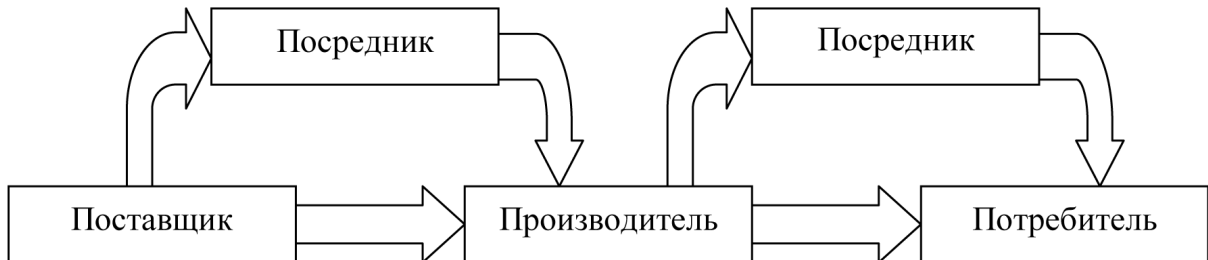 Посредник
Посредник
Поставщик
Производитель
Потребитель